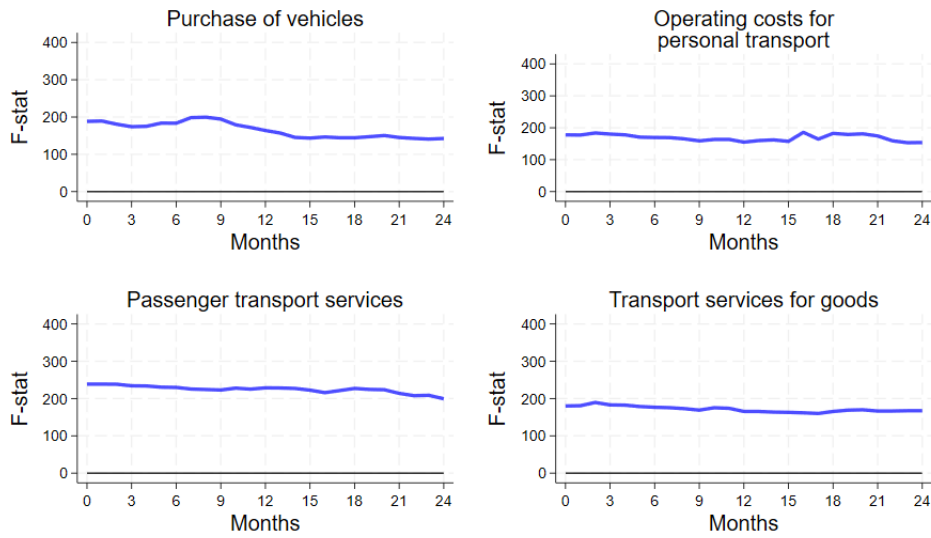 Purchase of vehicles
400
300
200
100
0
F-stat
0 3 6 9 12 15 18 21 24
Months
Operating costs for
personal transport
400
300
200
100
0
F-stat
0 3 6 9 12 15 18 21 24
Months
Passenger transport services
400
300
200
100
0
F-stat
0 3 6 9 12 15 18 21 24
Months
Transport services for goods
400
300
200
100
0
F-stat
0 3 6 9 12 15 18 21 24
Months